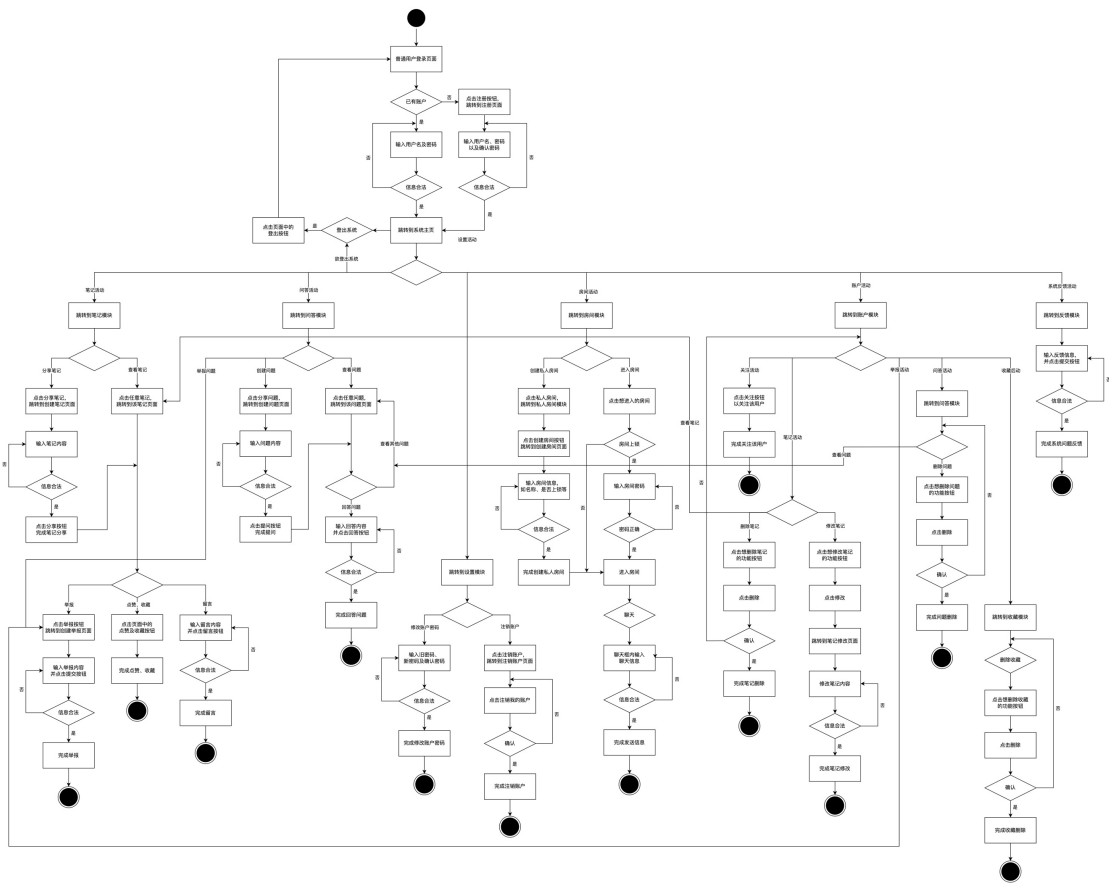 普通用户登录页面
已有账户
否
点击注册按钮,
跳转到注册页面
是
输入用户名及密码
输入用户名、密码
以及确认密码
否
否
信息合法
信息合法
是
是
点击页面中的
登出按钮
是
登出系统
跳转到系统主页
设置活动
欲登出系统
笔记活动
问答活动
房间活动
账户活动
系统反馈活动
跳转到笔记模块
跳转到问答模块
跳转到房间模块
跳转到账户模块
跳转到反馈模块
分享笔记
查看笔记
举报问题
创建问题
查看问题
创建私人房间
进入房间
关注活动
举报活动
问答活动
收藏活动
输入反馈信息,
并点击提交按钮
否
点击分享笔记,
跳转到创建笔记页面
点击任意笔记,
跳转到该笔记页面
点击分享问题,
跳转到创建问题页面
点击任意问题,
跳转到该问题页面
点击私人房间,
跳转到私人房间模块
点击想进入的房间
点击关注按钮
以关注该用户
跳转到问答模块
信息合法
是
输入笔记内容
输入问题内容
查看其他问题
点击创建房间按钮
跳转到创建房间页面
房间上锁
查看笔记
完成关注该用户
笔记活动
查看问题
完成系统问题反馈
否
信息合法
否
信息合法
是
删除问题
是
是
回答问题
输入房间信息,
如名称、是否上锁等
输入房间密码
否
点击想删除问题
的功能按钮
否
点击分享按钮
完成笔记分享
点击提问按钮
完成提问
输入回答内容
并点击回答按钮
否
信息合法
否
密码正确
否
删除笔记
修改笔记
点击删除
否
是
是
点击想删除笔记
的功能按钮
点击想修改笔记
的功能按钮
信息合法
跳转到设置模块
完成创建私人房间
进入房间
确认
是
点击删除
点击修改
是
举报
点赞、收藏
留言
完成回答问题
聊天
完成问题删除
跳转到收藏模块
点击举报按钮
跳转到创建举报页面
点击页面中的
点赞及收藏按钮
输入留言内容
并点击留言按钮
修改账户密码
注销账户
确认
跳转到笔记修改页面
否
输入旧密码、
新密码及确认密码
点击注销账户,
跳转到注销账户页面
聊天框内输入
聊天信息
是
删除收藏
输入举报内容
并点击提交按钮
完成点赞、收藏
信息合法
否
否
否
完成笔记删除
修改笔记内容
否
是
信息合法
点击注销我的账户
否
信息合法
点击想删除收藏
的功能按钮
否
信息合法
完成留言
是
是
信息合法
是
完成修改账户密码
确认
完成发送信息
是
点击删除
完成举报
是
完成笔记修改
完成注销账户
确认
是
完成收藏删除